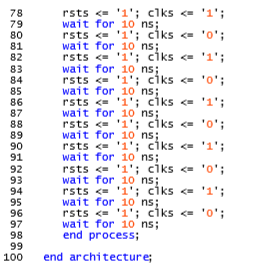 78 rsts <= '1'; clks <= '1';
79 wait for 10 ns;
80 rsts <= '1'; clks <= '0';
81 wait for 10 ns;
82 rsts <= '1'; clks <= '1';
83 wait for 10 ns;
84 rsts <= '1'; clks <= '0';
85 wait for 10 ns;
86 rsts <= '1'; clks <= '1';
87 wait for 10 ns;
88 rsts <= '1'; clks <= '0';
89 wait for 10 ns;
90 rsts <= '1'; clks <= '1';
91 wait for 10 ns;
92 rsts <= '1'; clks <= '0';
93 wait for 10 ns;
94 rsts <= '1'; clks <= '1';
95 wait for 10 ns;
96 rsts <= '1'; clks <= '0';
97 wait for 10 ns;
98 end process;
99
100 end architecture;